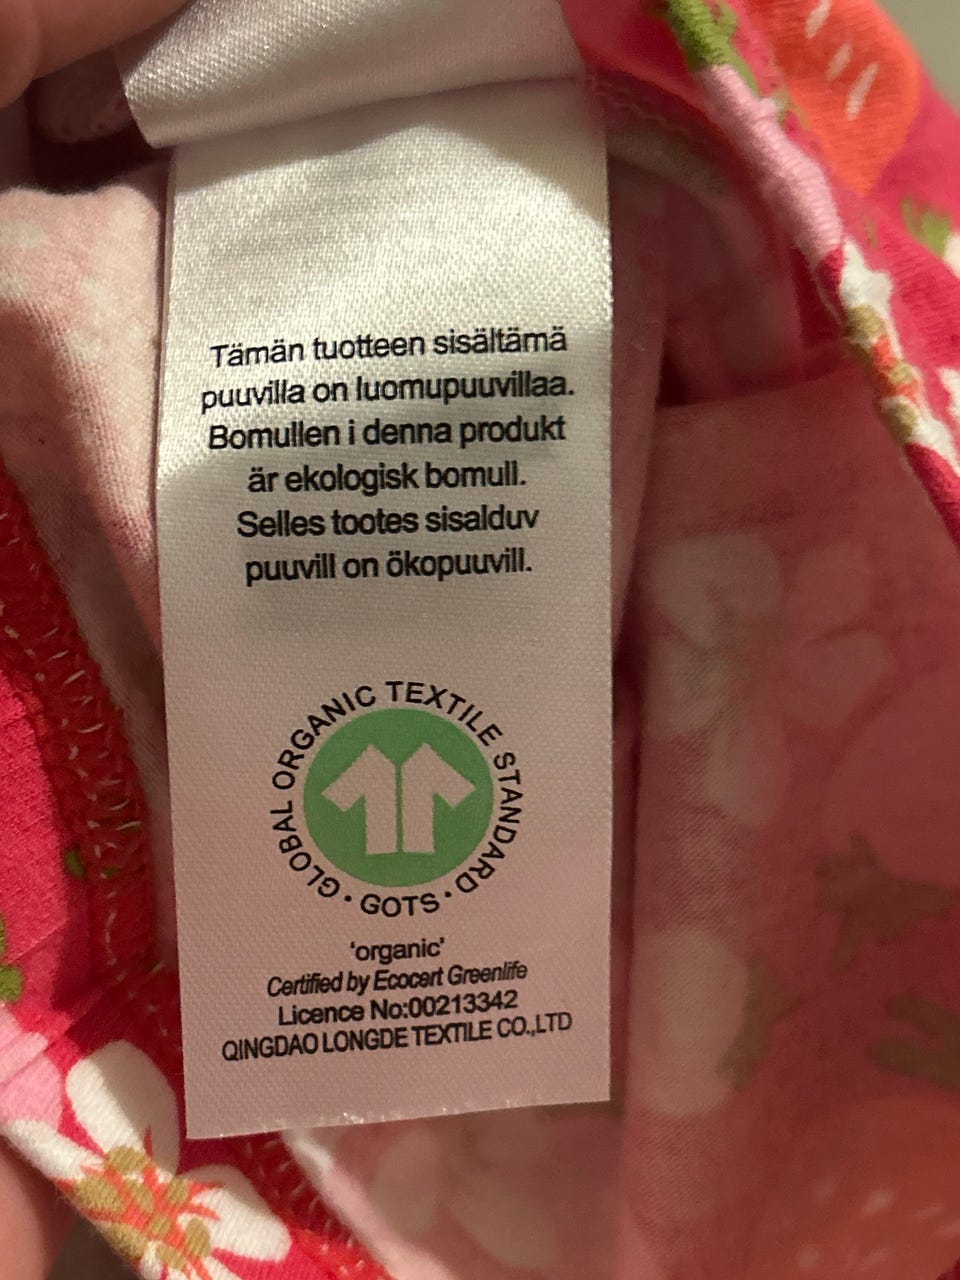 Tämän tuotteen sisältämä
puuvilla on luomupuuvillaa.
Bomullen i denna produkt
är ekologisk bomull.
Selles tootes sisalduv
puuvill on ökopuuvill.
GLOBAL ORGANIC TEXTILE STANDARD
· GOTS ·
'organic'
Certified by Ecocert Greenlife
Licence No:00213342
QINGDAO LONGDE TEXTILE CO.,LTD